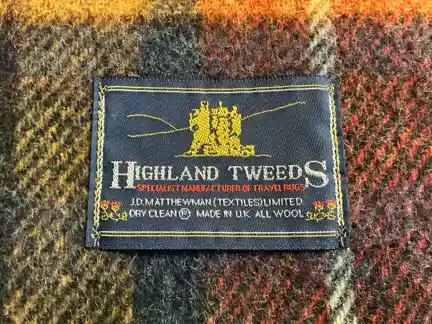 HIGHLAND TWEEDS
SPECIALIST MANUFACTURER OF TRAVEL RUGS
J.D. MATTHEWMAN (TEXTILES) LIMITED.
DRY CLEAN Ⓟ MADE IN U.K. ALL WOOL